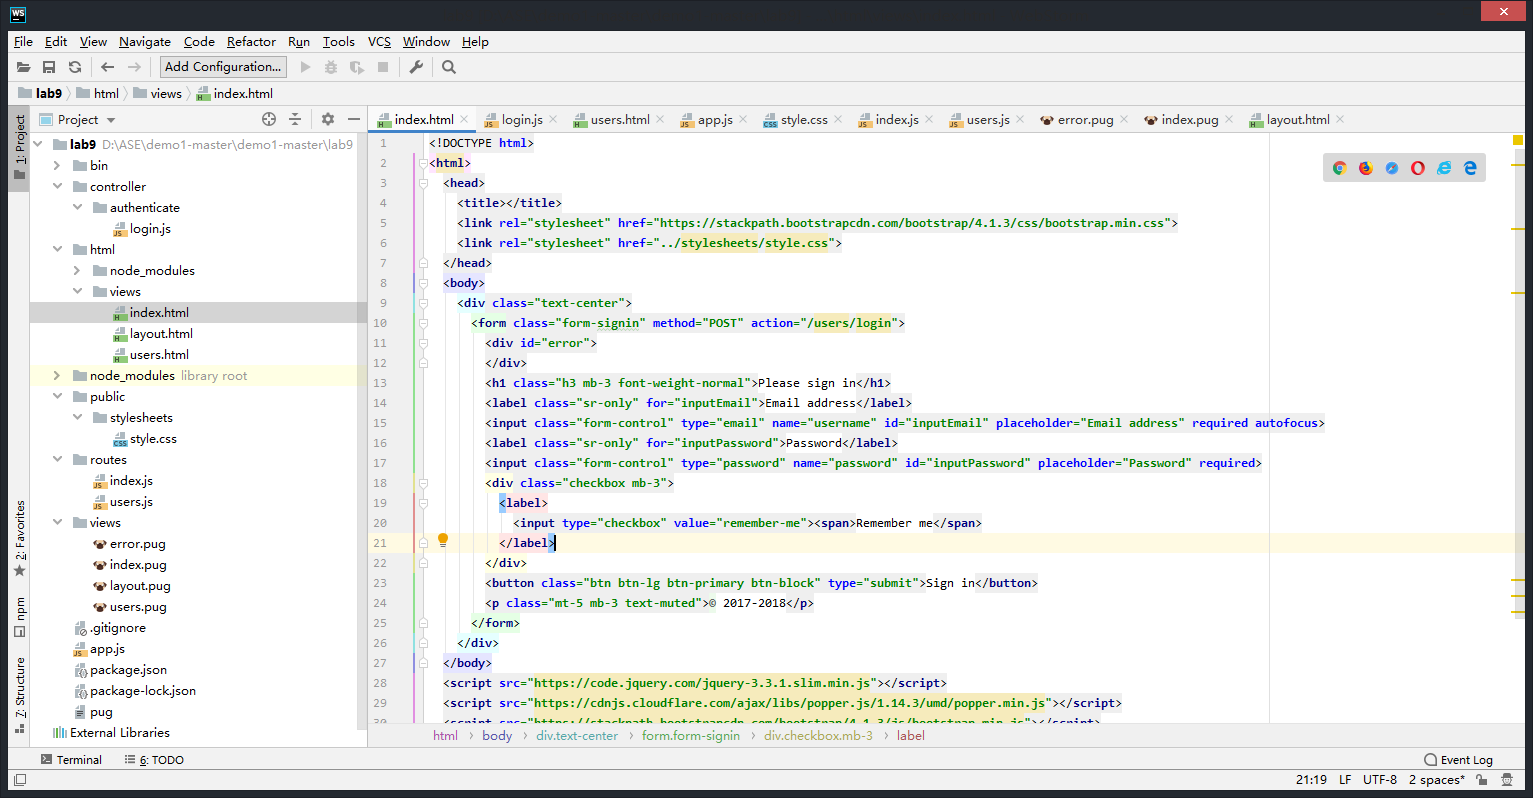 WS
File Edit View Navigate Code Refactor Run Tools VCS Window Help
Add Configuration...
lab9 html views index.html
1: Project
2: Favorites
npm
7: Structure
Project
lab9 D:\ASE\demo1-master\demo1-master\lab9
bin
controller
authenticate
login.js
html
node_modules
views
index.html
layout.html
users.html
node_modules library root
public
stylesheets
style.css
routes
index.js
users.js
views
error.pug
index.pug
layout.pug
users.pug
.gitignore
app.js
package.json
package-lock.json
pug
External Libraries
index.html login.js users.html app.js style.css index.js users.js error.pug index.pug layout.html
1 <!DOCTYPE html>
2 <html>
3 <head>
4 <title></title>
5 <link rel="stylesheet" href="https://stackpath.bootstrapcdn.com/bootstrap/4.1.3/css/bootstrap.min.css">
6 <link rel="stylesheet" href="../stylesheets/style.css">
7 </head>
8 <body>
9 <div class="text-center">
10 <form class="form-signin" method="POST" action="/users/login">
11 <div id="error">
12 </div>
13 <h1 class="h3 mb-3 font-weight-normal">Please sign in</h1>
14 <label class="sr-only" for="inputEmail">Email address</label>
15 <input class="form-control" type="email" name="username" id="inputEmail" placeholder="Email address" required autofocus>
16 <label class="sr-only" for="inputPassword">Password</label>
17 <input class="form-control" type="password" name="password" id="inputPassword" placeholder="Password" required>
18 <div class="checkbox mb-3">
19 <label>
20 <input type="checkbox" value="remember-me"><span>Remember me</span>
21 </label>
22 </div>
23 <button class="btn btn-lg btn-primary btn-block" type="submit">Sign in</button>
24 <p class="mt-5 mb-3 text-muted">© 2017-2018</p>
25 </form>
26 </div>
27 </body>
28 <script src="https://code.jquery.com/jquery-3.3.1.slim.min.js"></script>
29 <script src="https://cdnjs.cloudflare.com/ajax/libs/popper.js/1.14.3/umd/popper.min.js"></script>
30 <script src="https://stackpath.bootstrapcdn.com/bootstrap/4.1.3/js/bootstrap.min.js"></script>
html body div.text-center form.form-signin div.checkbox.mb-3 label
Terminal 6: TODO Event Log
21:19 LF UTF-8 2 spaces*